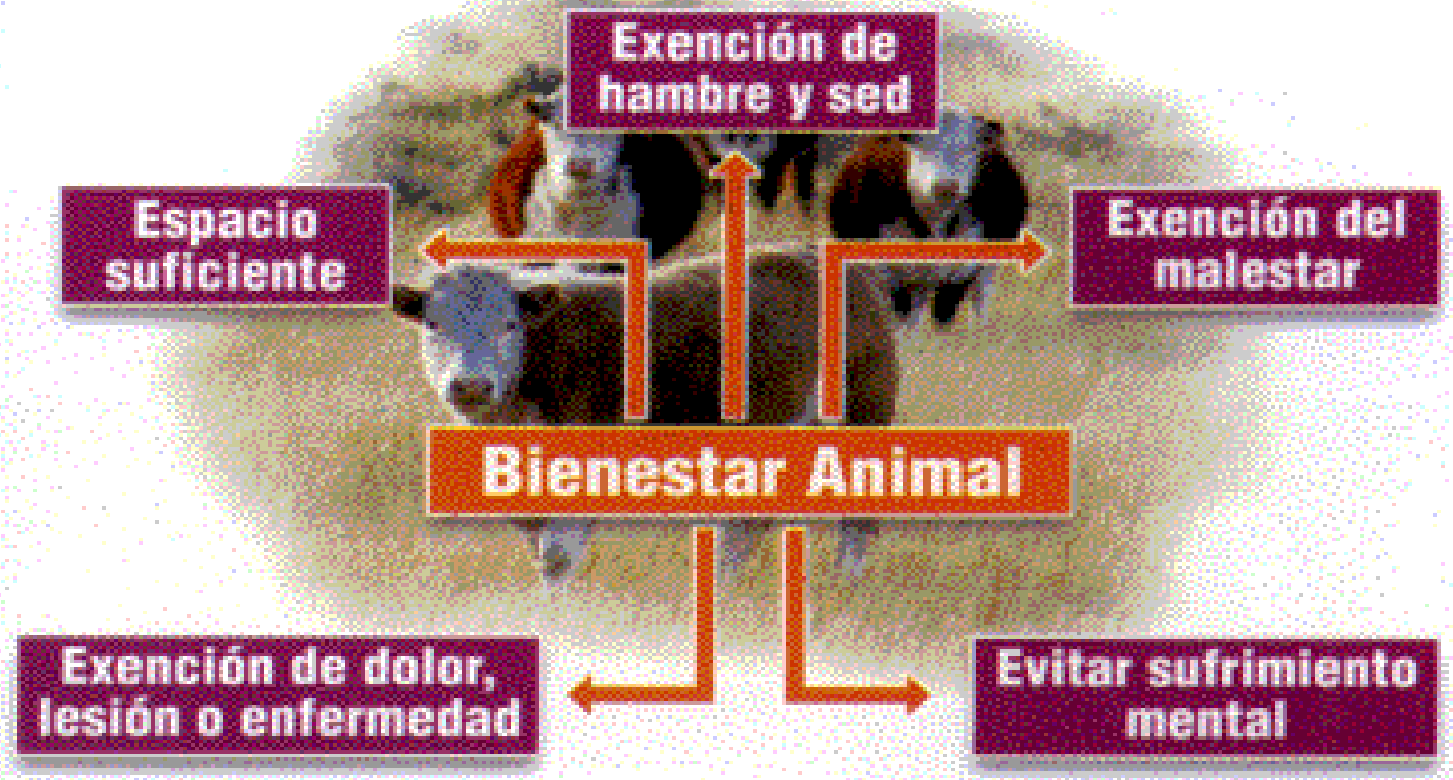 Exención de
hambre y sed
Espacio
suficiente
Exención del
malestar
Bienestar Animal
Exención de dolor,
lesión o enfermedad
Evitar sufrimiento
mental